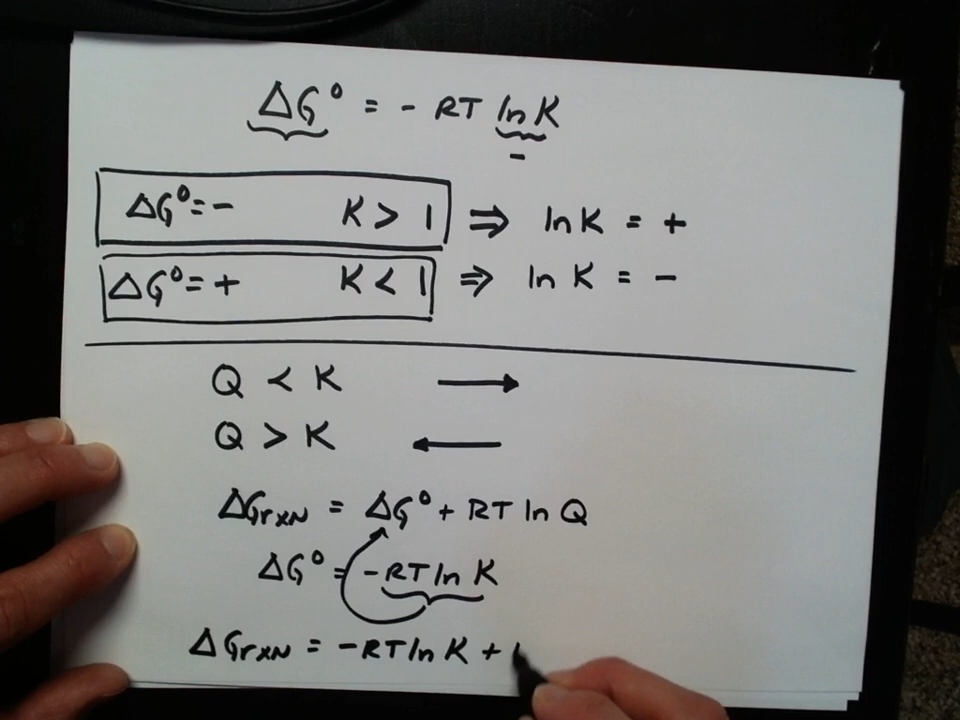 ΔG° = - RT ln K
-
ΔG° = - K > 1 ⇒ ln K = +
ΔG° = + K < 1 ⇒ ln K = -
Q < K →
Q > K ←
ΔGrxn = ΔG° + RT ln Q
ΔG° = -RT ln K
ΔGrxn = -RT ln K +